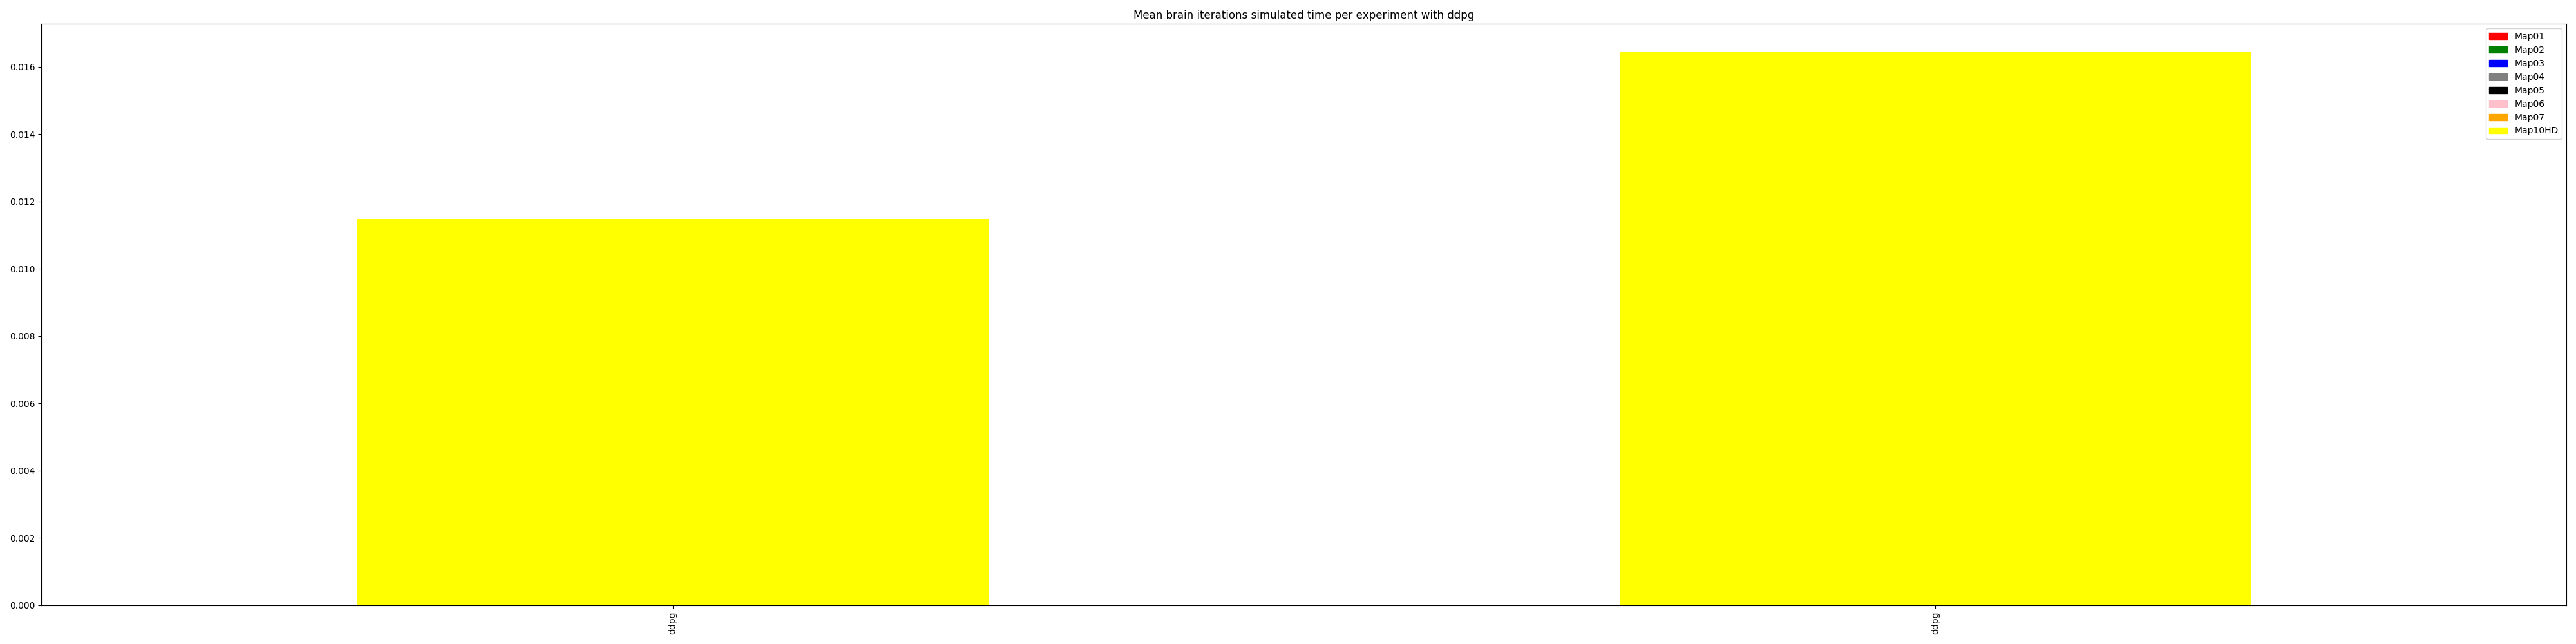 Mean brain iterations simulated time per experiment with ddpg
Map01
Map02
Map03
Map04
Map05
Map06
Map07
Map10HD
0.016
0.014
0.012
0.010
0.008
0.006
0.004
0.002
0.000
ddpg
ddpg